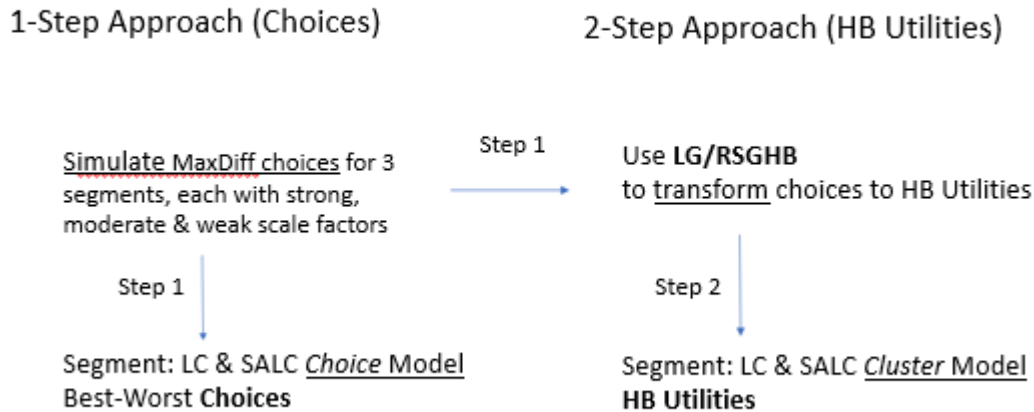 1-Step Approach (Choices)
2-Step Approach (HB Utilities)
Simulate MaxDiff choices for 3
segments, each with strong,
moderate & weak scale factors
Step 1
Use LG/RSGHB
to transform choices to HB Utilities
Step 1
Step 2
Segment: LC & SALC Choice Model
Best-Worst Choices
Segment: LC & SALC Cluster Model
HB Utilities